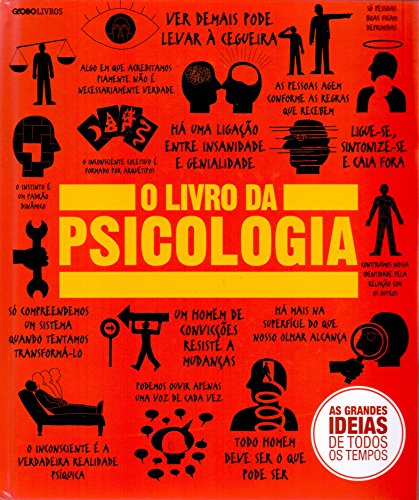 GLOBOLIVROS
VER DEMAIS PODE
LEVAR À CEGUEIRA
SÓ PESSOAS
BOAS FICAM
DEPRIMIDAS
ALGO EM QUE ACREDITAMOS
PIAMENTE NÃO É
NECESSARIAMENTE VERDADE
AS PESSOAS AGEM
CONFORME AS REGRAS
QUE RECEBEM
HÁ UMA LIGAÇÃO
ENTRE INSANIDADE
E GENIALIDADE
LIGUE-SE,
SINTONIZE-SE
E CAIA FORA
O INCONSCIENTE COLETIVO É
FORMADO POR ARQUÉTIPOS
O INSTINTO É
UM PADRÃO
DINÂMICO
O LIVRO DA
PSICOLOGIA
CONSTRUÍMOS NOSSA
IDENTIDADE PELA
RELAÇÃO COM
OS OUTROS
SÓ COMPREENDEMOS
UM SISTEMA
QUANDO TENTAMOS
TRANSFORMÁ-LO
UM HOMEM DE
CONVICÇÕES
RESISTE A
MUDANÇAS
HÁ MAIS NA
SUPERFÍCIE DO QUE
NOSSO OLHAR ALCANÇA
PODEMOS OUVIR APENAS
UMA VOZ DE CADA VEZ
AS GRANDES
IDEIAS
DE TODOS
OS TEMPOS
O INCONSCIENTE É A
VERDADEIRA REALIDADE
PSÍQUICA
TODO HOMEM
DEVE SER O QUE
PODE SER